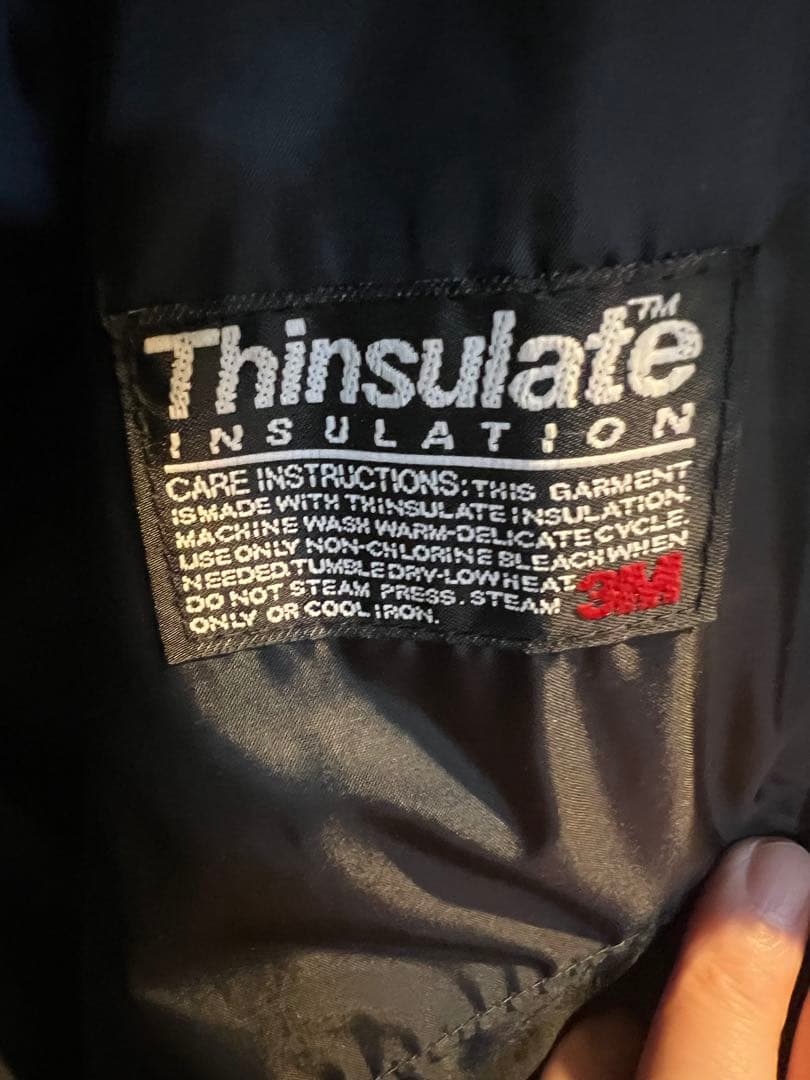 Thinsulate™
INSULATION
CARE INSTRUCTIONS: THIS GARMENT
IS MADE WITH THINSULATE INSULATION.
MACHINE WASH WARM-DELICATE CYCLE.
USE ONLY NON-CHLORINE BLEACH WHEN
NEEDED TUMBLE DRY-LOW HEAT
DO NOT STEAM PRESS. STEAM
ONLY OR COOL IRON.
3M